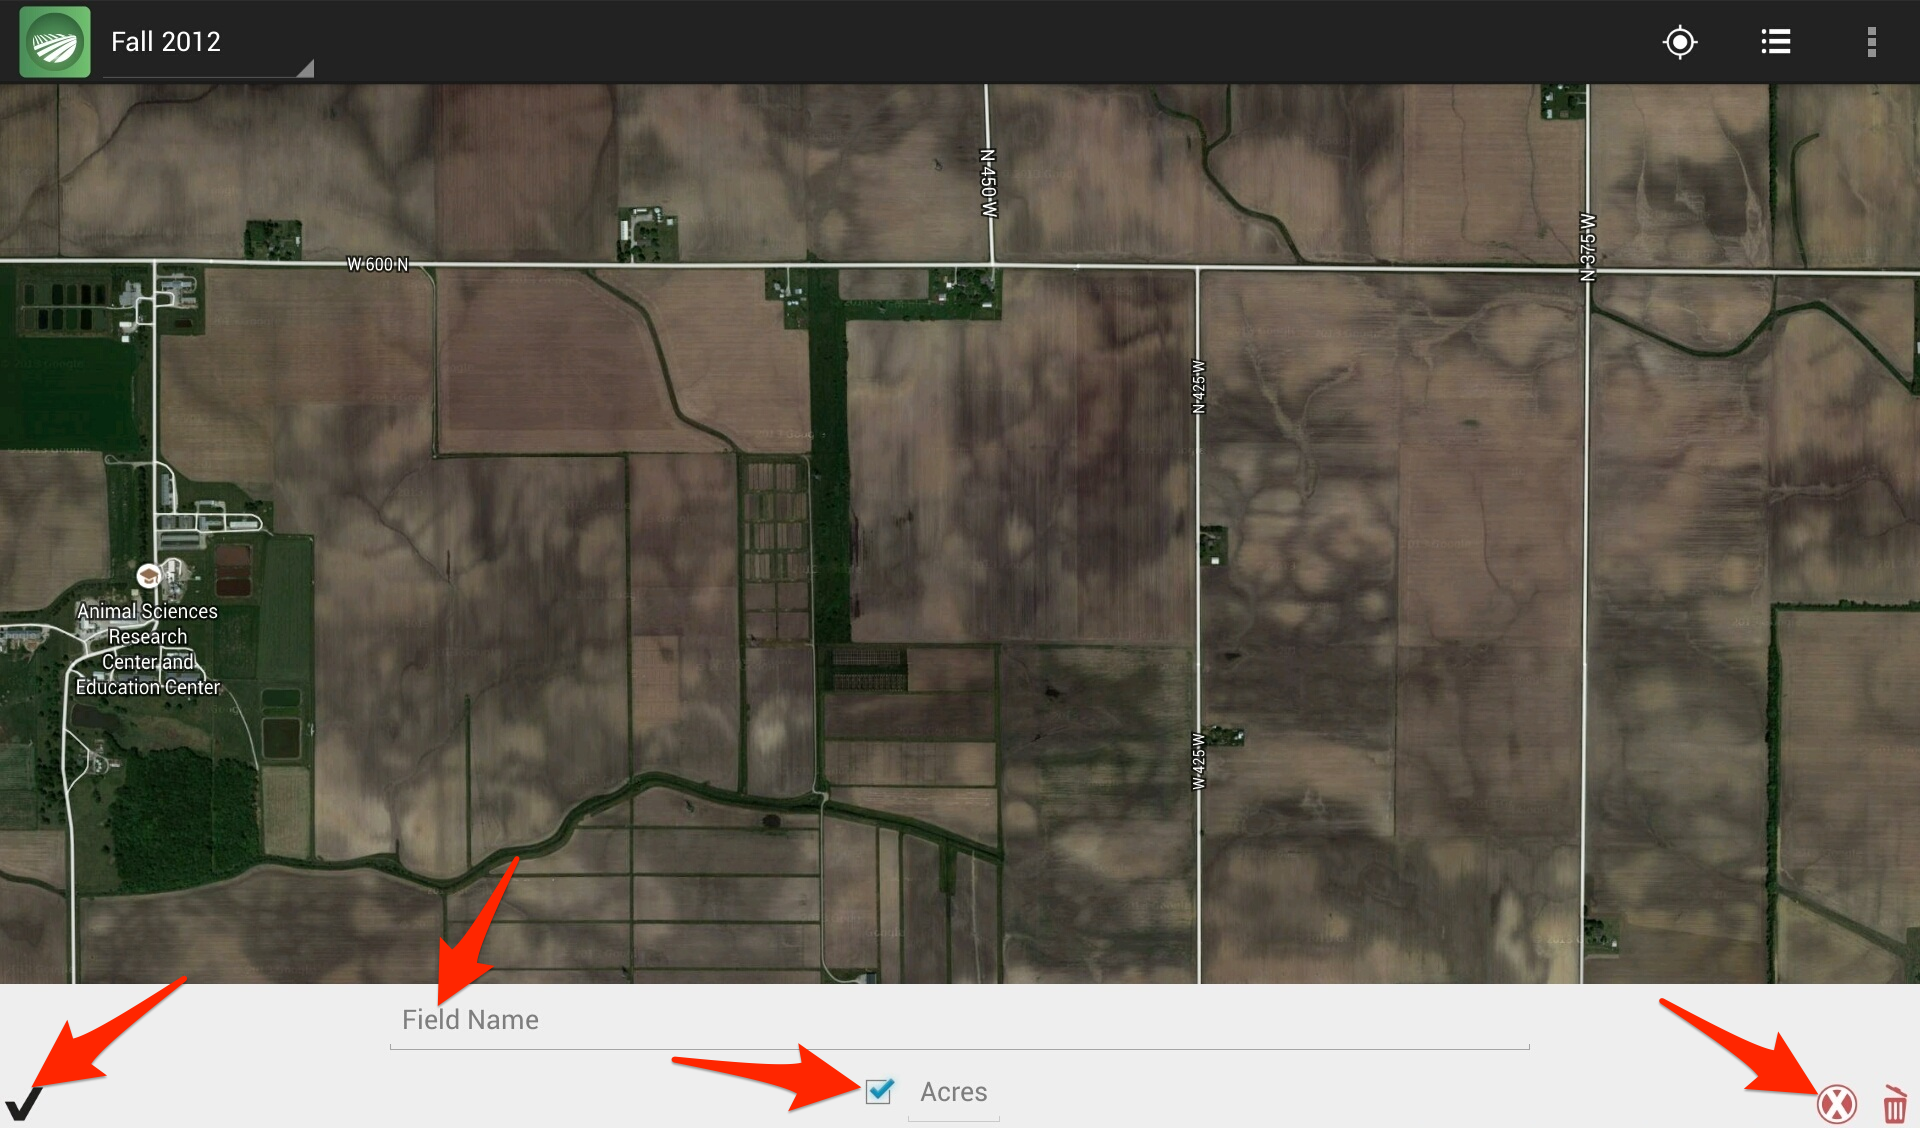 Fall 2012
N 450 W
N 375 W
W 600 N
N 425 W
Animal Sciences
Research
Center and
Education Center
W 425 W
Field Name
Acres